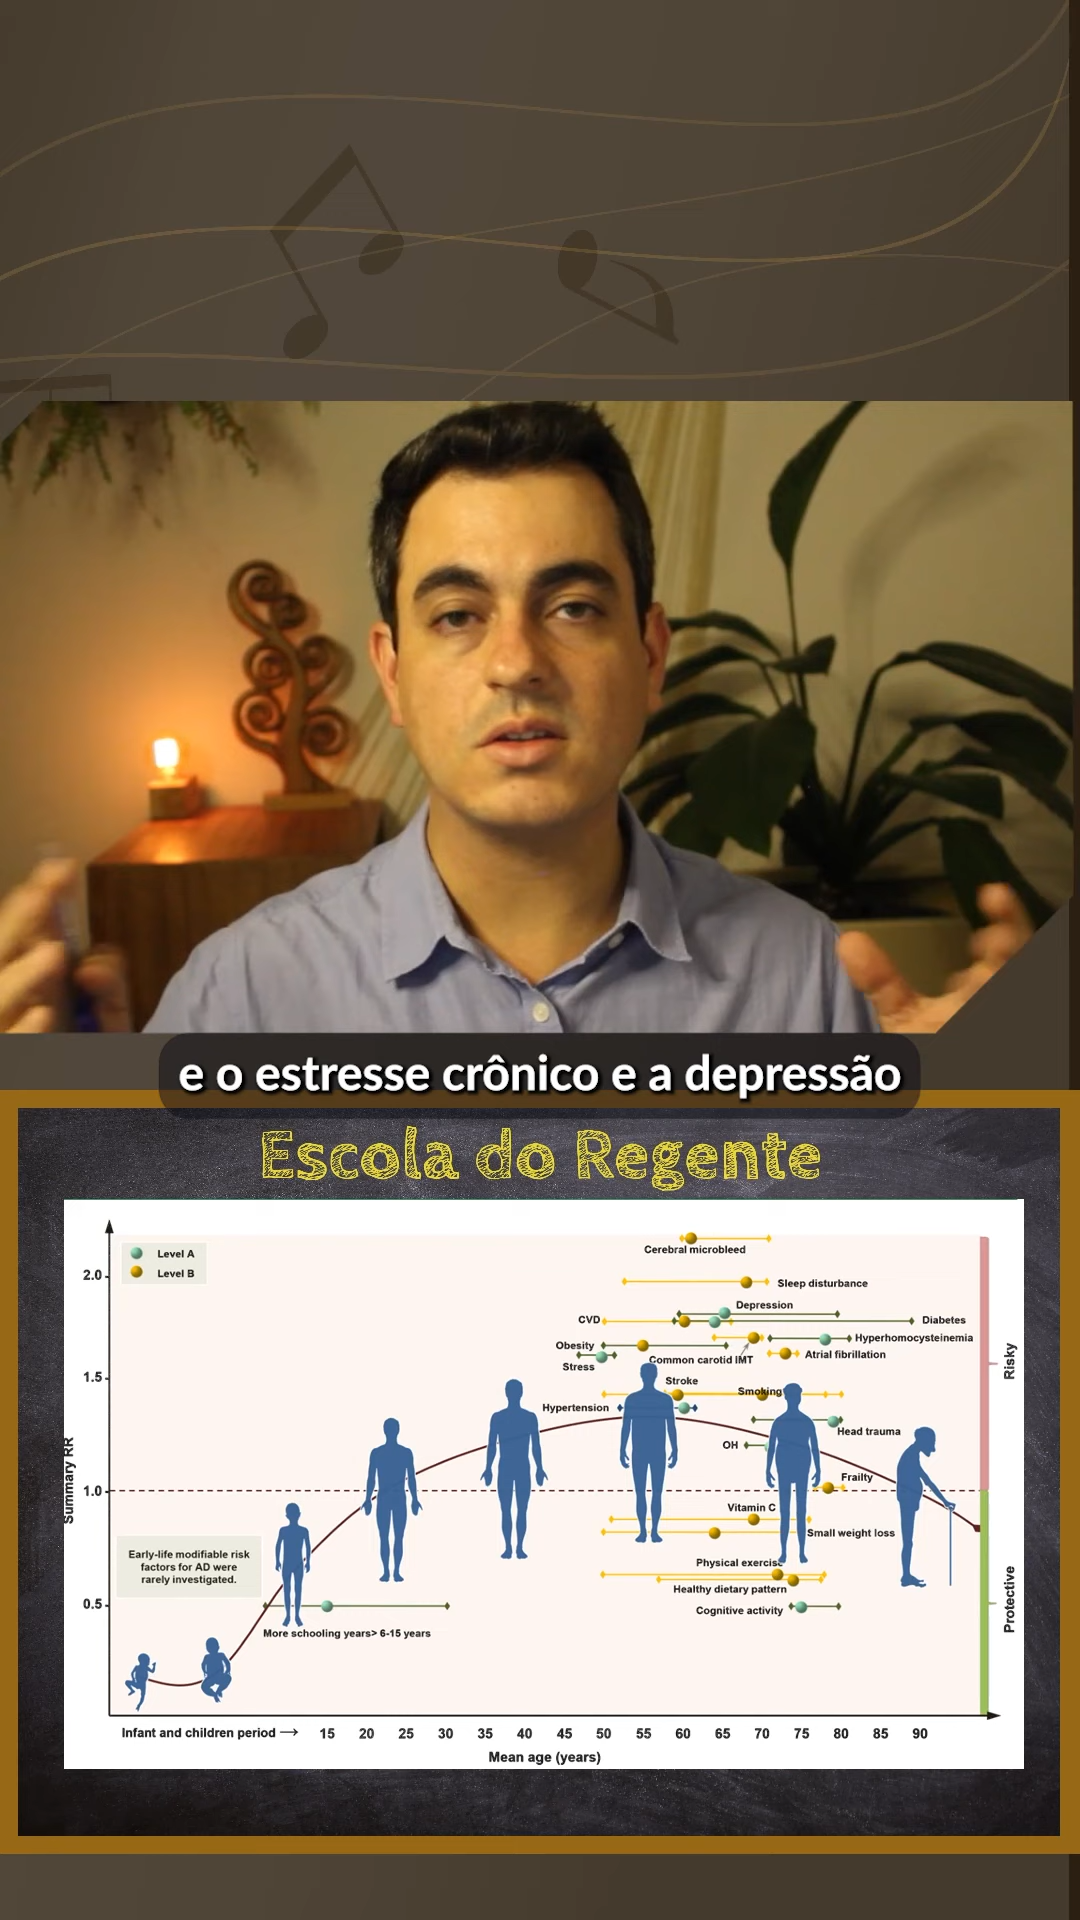 e o estresse crônico e a depressão
Escola do Regente
Level A
Level B
2.0
1.5
1.0
0.5
Summary RR
Cerebral microbleed
Sleep disturbance
Depression
CVD
Diabetes
Hyperhomocysteinemia
Obesity
Common carotid IMT
Atrial fibrillation
Stress
Stroke
Smoking
Hypertension
Head trauma
OH
Frailty
Vitamin C
Small weight loss
Physical exercise
Healthy dietary pattern
Cognitive activity
Early-life modifiable risk
factors for AD were
rarely investigated.
More schooling years> 6-15 years
Risky
Protective
Infant and children period → 15 20 25 30 35 40 45 50 55 60 65 70 75 80 85 90
Mean age (years)